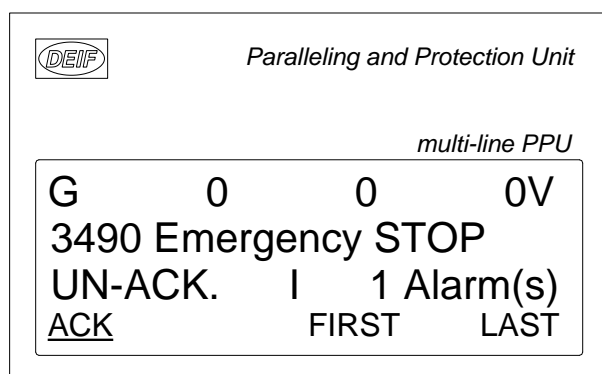 DEIF
Paralleling and Protection Unit
multi-line PPU
G 0 0 0V
3490 Emergency STOP
UN-ACK. I 1 Alarm(s)
ACK FIRST LAST